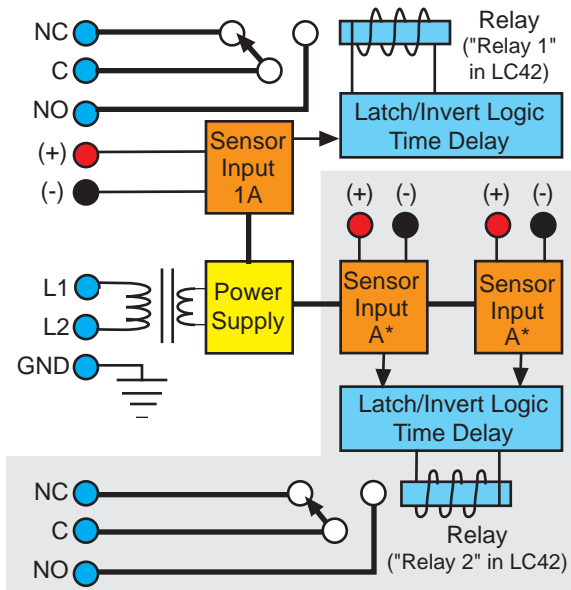 NC
C
NO
(+)
(-)
Relay
("Relay 1"
in LC42)
Latch/Invert Logic
Time Delay
Sensor
Input
1A
(+)
(-)
(+)
(-)
L1
L2
GND
Power
Supply
Sensor
Input
A*
Sensor
Input
A*
Latch/Invert Logic
Time Delay
NC
C
NO
Relay
("Relay 2" in LC42)